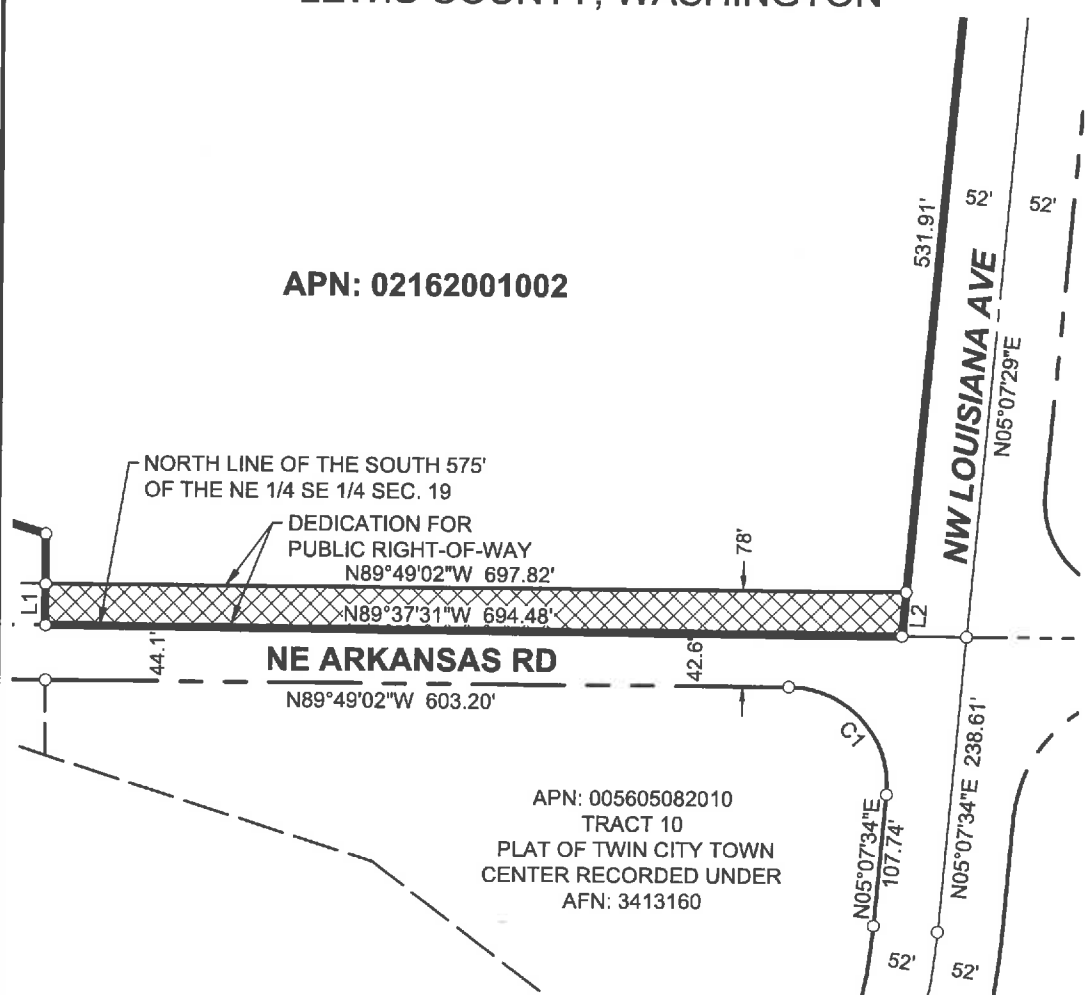 LEWIS COUNTY, WASHINGTON
52'
52'
531.91'
APN: 02162001002
NW LOUISIANA AVE
N05°07'29"E
NORTH LINE OF THE SOUTH 575'
OF THE NE 1/4 SE 1/4 SEC. 19
DEDICATION FOR
PUBLIC RIGHT-OF-WAY
N89°49'02"W 697.82'
78'
L1
N89°37'31"W 694.48'
L2
44.1'
NE ARKANSAS RD
42.6'
N89°49'02"W 603.20'
C1
N05°07'34"E 238.61'
APN: 005605082010
TRACT 10
PLAT OF TWIN CITY TOWN
CENTER RECORDED UNDER
AFN: 3413160
N05°07'34"E
107.74'
52'
52'